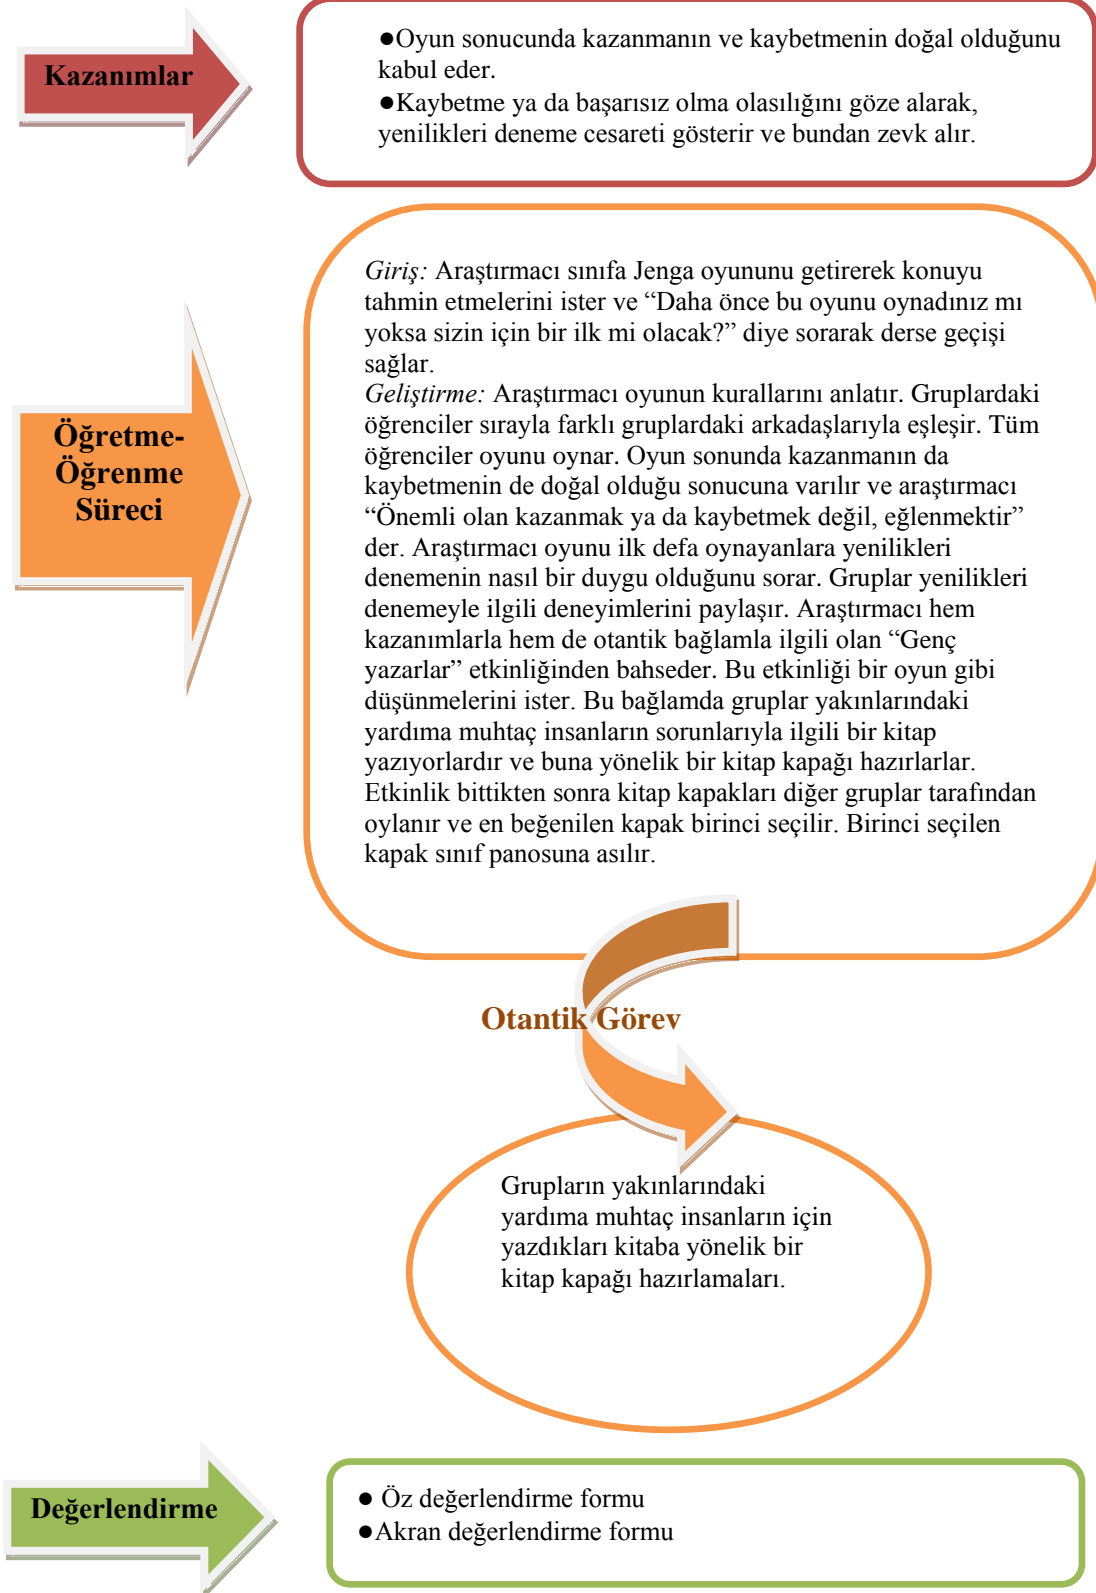 Kazanımlar
●Oyun sonucunda kazanmanın ve kaybetmenin doğal olduğunu
kabul eder.
●Kaybetme ya da başarısız olma olasılığını göze alarak,
yenilikleri deneme cesareti gösterir ve bundan zevk alır.
Öğretme-
Öğrenme
Süreci
Giriş: Araştırmacı sınıfa Jenga oyununu getirerek konuyu
tahmin etmelerini ister ve “Daha önce bu oyunu oynadınız mı
yoksa sizin için bir ilk mi olacak?” diye sorarak derse geçişi
sağlar.
Geliştirme: Araştırmacı oyunun kurallarını anlatır. Gruplardaki
öğrenciler sırayla farklı gruplardaki arkadaşlarıyla eşleşir. Tüm
öğrenciler oyunu oynar. Oyun sonunda kazanmanın da
kaybetmenin de doğal olduğu sonucuna varılır ve araştırmacı
“Önemli olan kazanmak ya da kaybetmek değil, eğlenmektir”
der. Araştırmacı oyunu ilk defa oynayanlara yenilikleri
denemenin nasıl bir duygu olduğunu sorar. Gruplar yenilikleri
denemeyle ilgili deneyimlerini paylaşır. Araştırmacı hem
kazanımlarla hem de otantik bağlamla ilgili olan “Genç
yazarlar” etkinliğinden bahseder. Bu etkinliği bir oyun gibi
düşünmelerini ister. Bu bağlamda gruplar yakınlarındaki
yardıma muhtaç insanların sorunlarıyla ilgili bir kitap
yazıyorlardır ve buna yönelik bir kitap kapağı hazırlarlar.
Etkinlik bittikten sonra kitap kapakları diğer gruplar tarafından
oylanır ve en beğenilen kapak birinci seçilir. Birinci seçilen
kapak sınıf panosuna asılır.
Otantik Görev
Grupların yakınlarındaki
yardıma muhtaç insanların için
yazdıkları kitaba yönelik bir
kitap kapağı hazırlamaları.
Değerlendirme
● Öz değerlendirme formu
●Akran değerlendirme formu